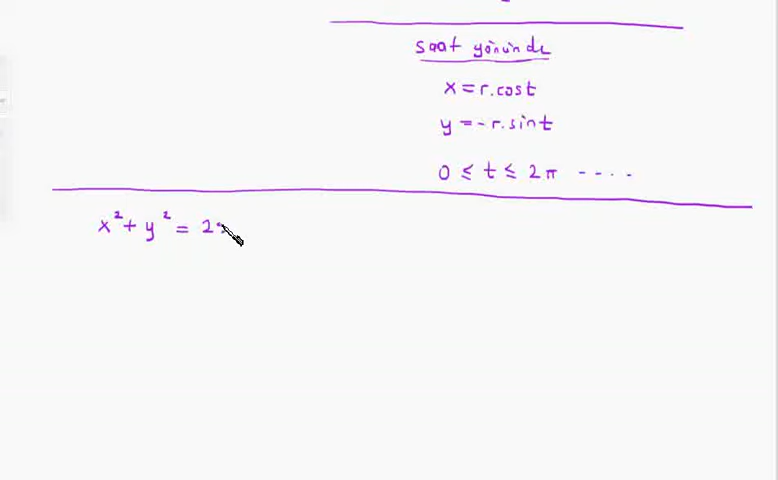 saat yönünde
x = r.cost
y = - r.sint
0 ≤ t ≤ 2π ----
x² + y² = 2